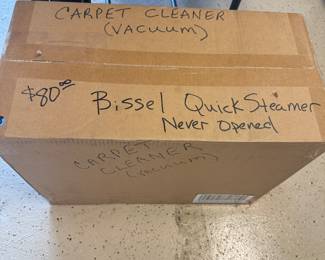 CARPET CLEANER
(VACUUM)
$80.00 Bissel QuickSteamer
Never Opened
CARPET
CLEANER
(VACUUM)